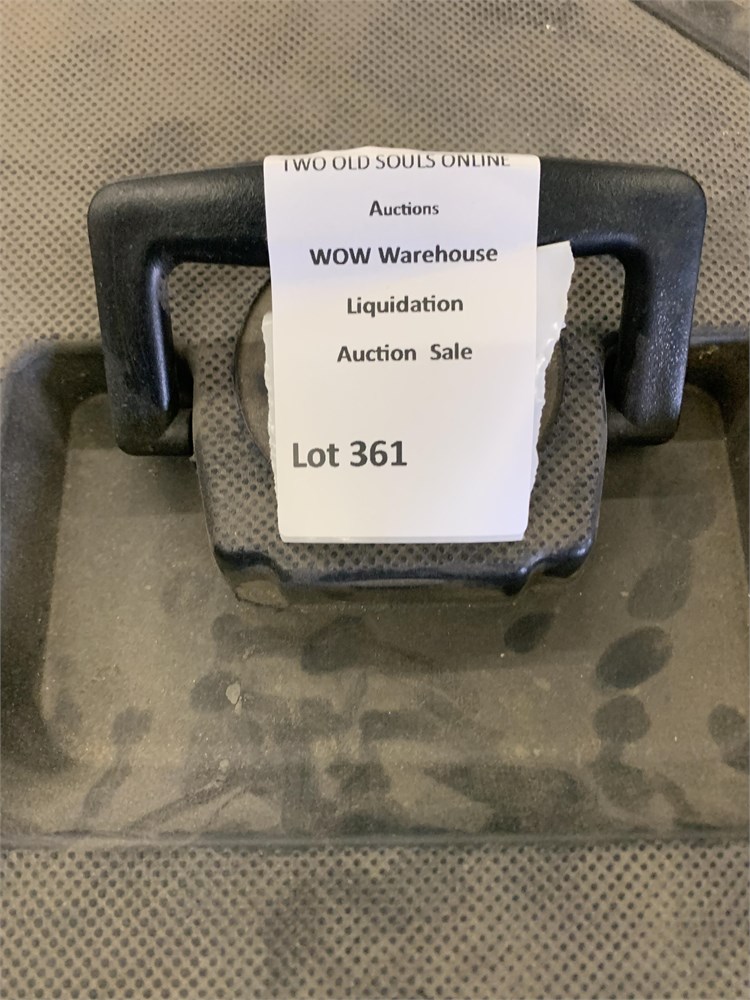 TWO OLD SOULS ONLINE
Auctions
WOW Warehouse
Liquidation
Auction Sale
Lot 361